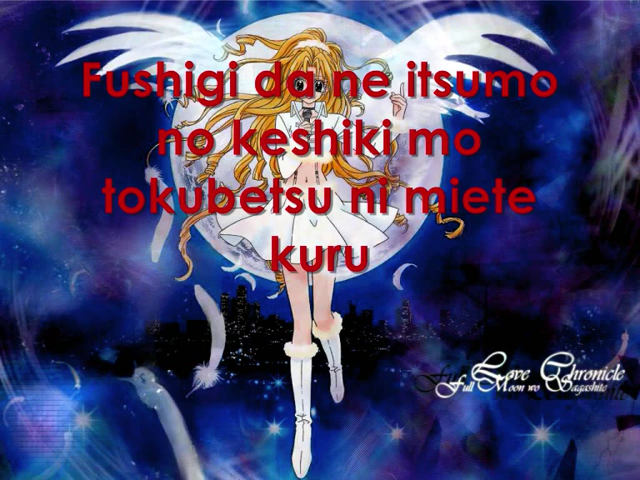 Fushigi da ne itsumo
no keshiki mo
tokubetsu ni miete
kuru
Love Chronicle
Full Moon wo Sagashite